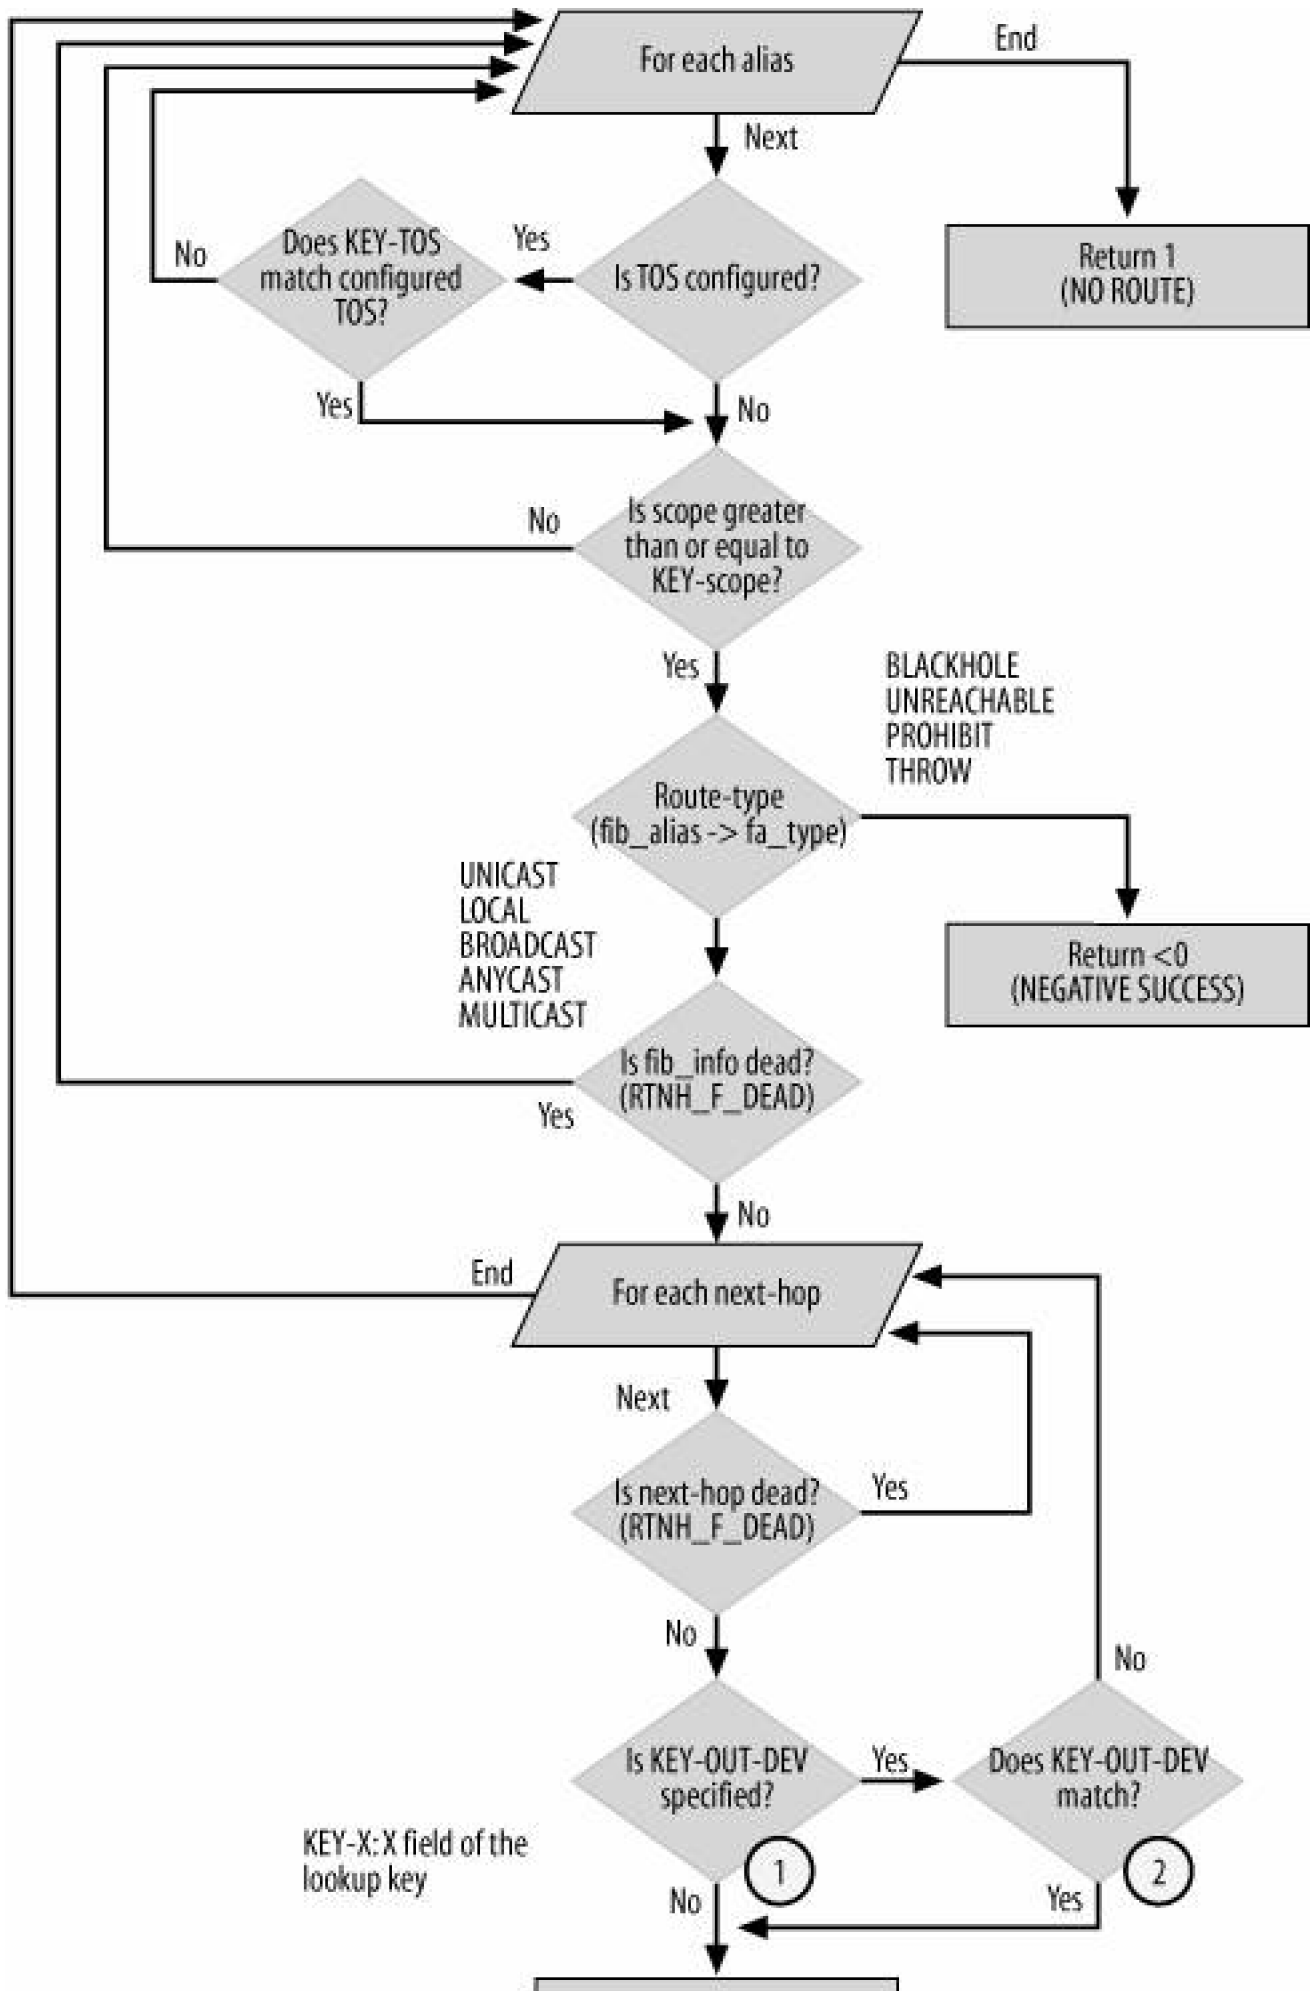 For each alias
End
Next
Return 1
(NO ROUTE)
Does KEY-TOS
match configured
TOS?
No
Yes
Is TOS configured?
Yes
No
Is scope greater
than or equal to
KEY-scope?
No
Yes
BLACKHOLE
UNREACHABLE
PROHIBIT
THROW
Route-type
(fib_alias -> fa_type)
UNICAST
LOCAL
BROADCAST
ANYCAST
MULTICAST
Return <0
(NEGATIVE SUCCESS)
Is fib_info dead?
(RTNH_F_DEAD)
Yes
No
End
For each next-hop
Next
Is next-hop dead?
(RTNH_F_DEAD)
Yes
No
No
Is KEY-OUT-DEV
specified?
Yes
Does KEY-OUT-DEV
match?
KEY-X: X field of the
lookup key
1
2
No
Yes